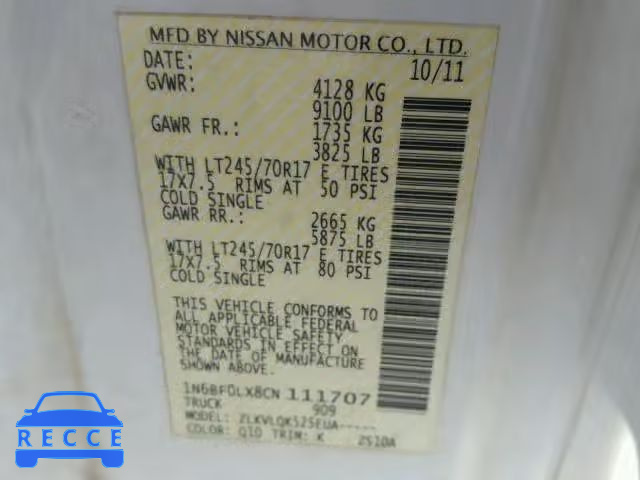 MFD BY NISSAN MOTOR CO., LTD.
DATE: 10/11
GVWR: 4128 KG
9100 LB
GAWR FR.: 1735 KG
3825 LB
WITH LT245/70R17 E TIRES
17X7.5 RIMS AT 50 PSI
COLD SINGLE
GAWR RR.: 2665 KG
5875 LB
WITH LT245/70R17 E TIRES
17X7.5 RIMS AT 80 PSI
COLD SINGLE
THIS VEHICLE CONFORMS TO
ALL APPLICABLE FEDERAL
MOTOR VEHICLE SAFETY
STANDARDS IN EFFECT ON
THE DATE OF MANUFACTURE
SHOWN ABOVE.
1N6BF0LX8CN 111707
TRUCK 909
MODEL: ZLKVLQK525EUA-----
COLOR: Q10 TRIM: K 2510A
RECCE